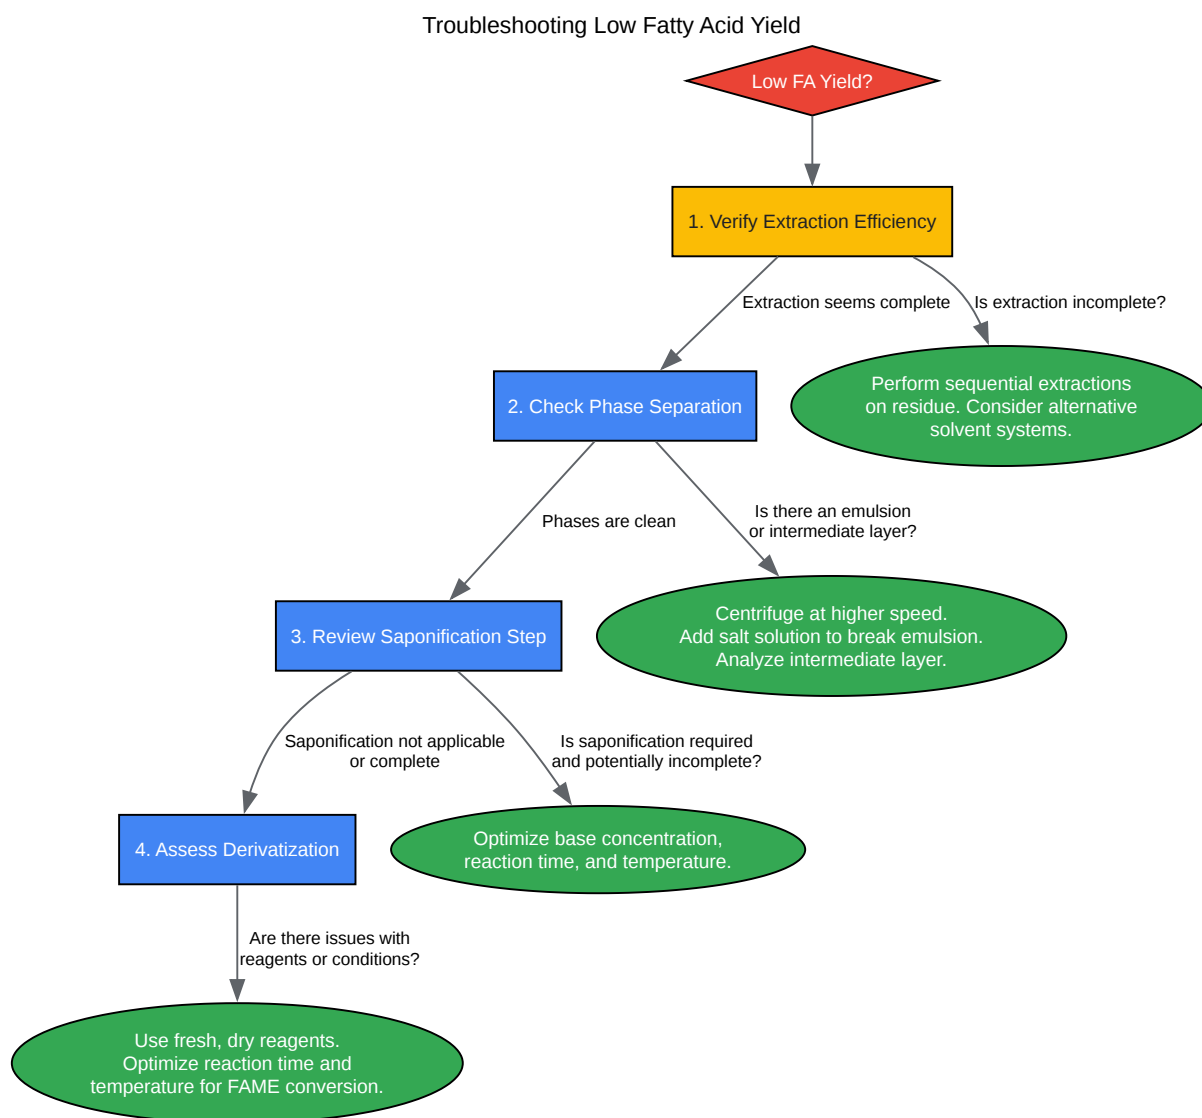 Troubleshooting Low Fatty Acid Yield
Low FA Yield?
1. Verify Extraction Efficiency
Extraction seems complete
Is extraction incomplete?
2. Check Phase Separation
Perform sequential extractions
on residue. Consider alternative
solvent systems.
Phases are clean
Is there an emulsion
or intermediate layer?
3. Review Saponification Step
Centrifuge at higher speed.
Add salt solution to break emulsion.
Analyze intermediate layer.
Saponification not applicable
or complete
Is saponification required
and potentially incomplete?
4. Assess Derivatization
Optimize base concentration,
reaction time, and temperature.
Are there issues with
reagents or conditions?
Use fresh, dry reagents.
Optimize reaction time and
temperature for FAME conversion.